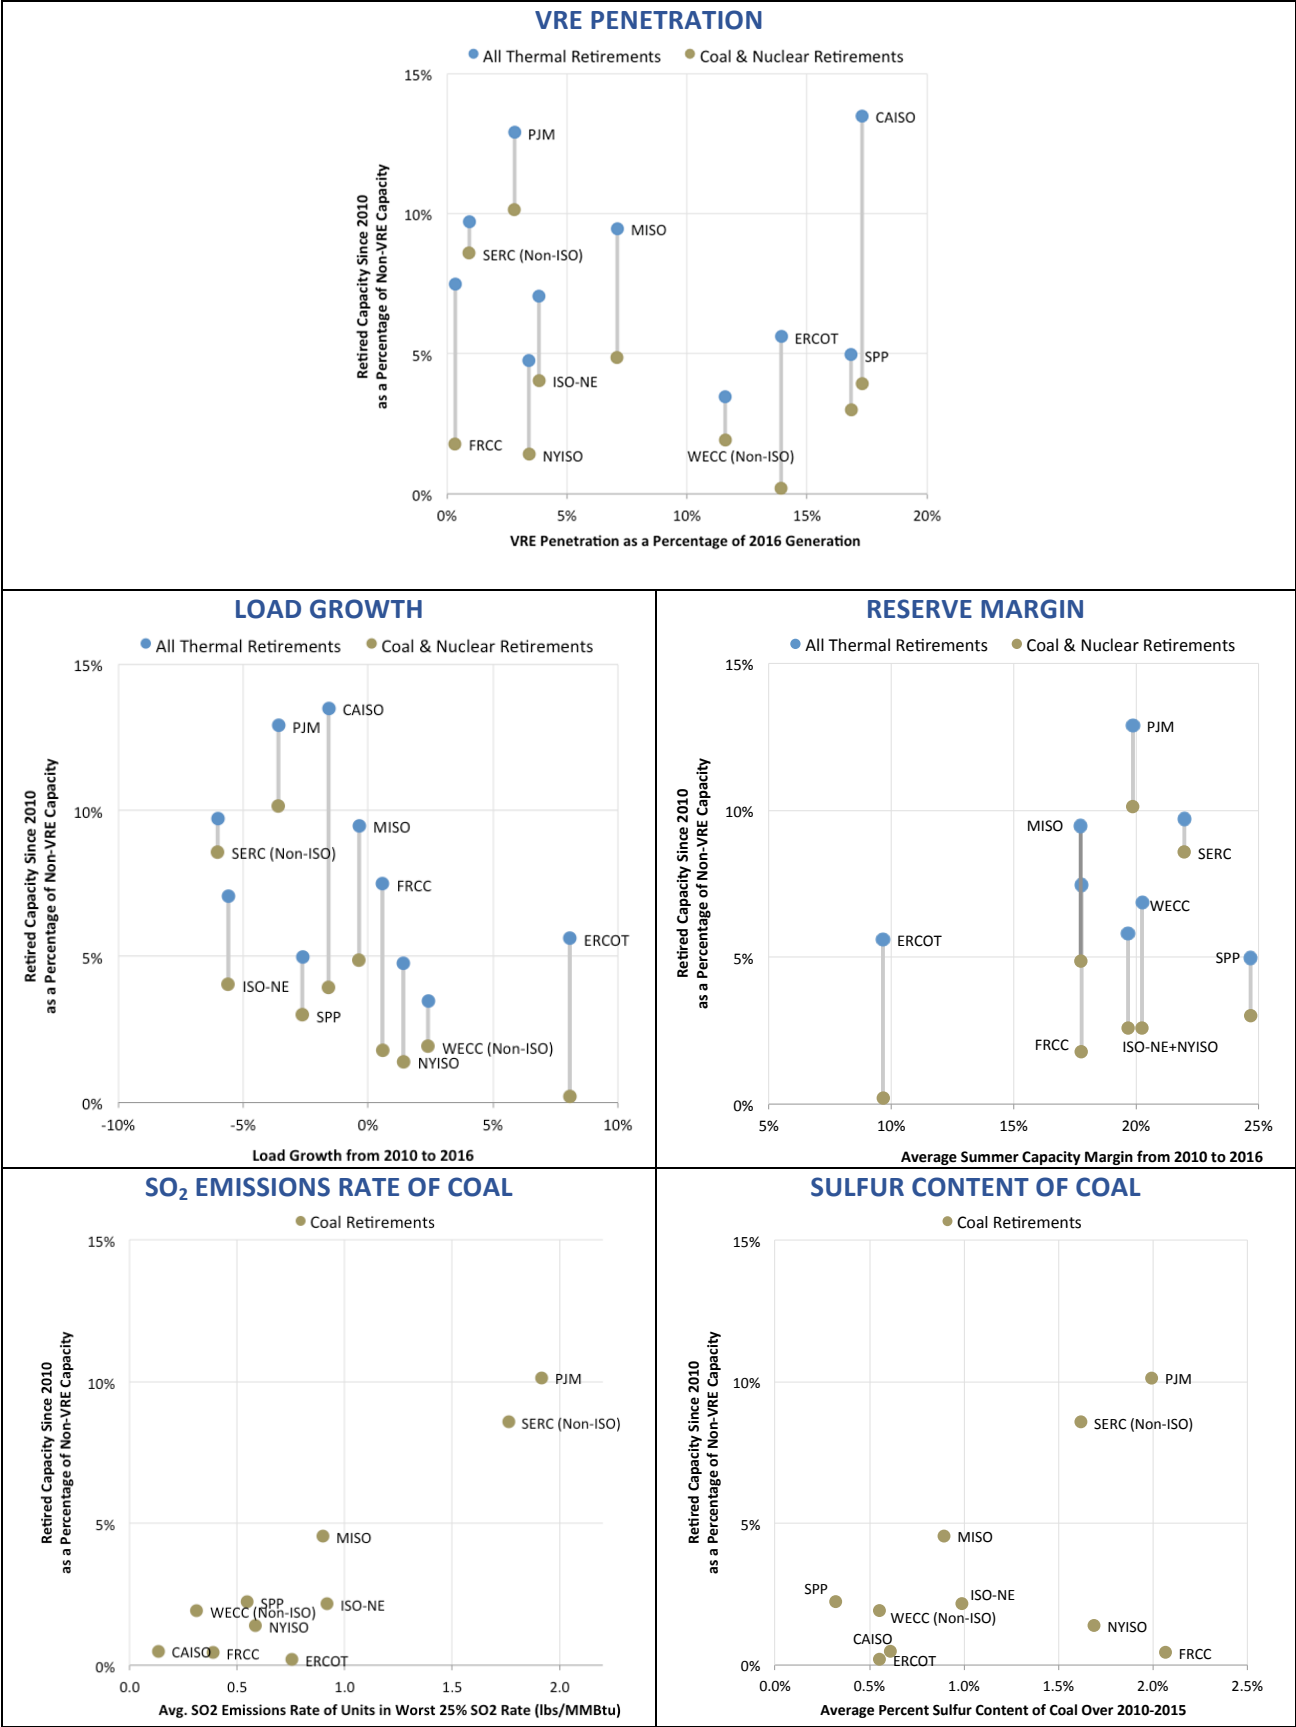 VRE PENETRATION
All Thermal Retirements Coal & Nuclear Retirements
Retired Capacity Since 2010
as a Percentage of Non-VRE Capacity
15%
10%
5%
0%
CAISO
PJM
MISO
SERC (Non-ISO)
ERCOT
SPP
ISO-NE
FRCC
NYISO
WECC (Non-ISO)
0% 5% 10% 15% 20%
VRE Penetration as a Percentage of 2016 Generation
LOAD GROWTH
All Thermal Retirements Coal & Nuclear Retirements
Retired Capacity Since 2010
as a Percentage of Non-VRE Capacity
15%
10%
5%
0%
CAISO
PJM
MISO
SERC (Non-ISO)
FRCC
ERCOT
ISO-NE
SPP
WECC (Non-ISO)
NYISO
-10% -5% 0% 5% 10%
Load Growth from 2010 to 2016
RESERVE MARGIN
All Thermal Retirements Coal & Nuclear Retirements
Retired Capacity Since 2010
as a Percentage of Non-VRE Capacity
15%
10%
5%
0%
PJM
MISO
SERC
WECC
ERCOT
SPP
FRCC
ISO-NE+NYISO
5% 10% 15% 20% 25%
Average Summer Capacity Margin from 2010 to 2016
SO2 EMISSIONS RATE OF COAL
Coal Retirements
Retired Capacity Since 2010
as a Percentage of Non-VRE Capacity
15%
10%
5%
0%
PJM
SERC (Non-ISO)
MISO
SPP
ISO-NE
WECC (Non-ISO)
NYISO
CAISO
FRCC
ERCOT
0.0 0.5 1.0 1.5 2.0
Avg. SO2 Emissions Rate of Units in Worst 25% SO2 Rate (lbs/MMBtu)
SULFUR CONTENT OF COAL
Coal Retirements
Retired Capacity Since 2010
as a Percentage of Non-VRE Capacity
15%
10%
5%
0%
PJM
SERC (Non-ISO)
MISO
SPP
ISO-NE
WECC (Non-ISO)
NYISO
CAISO
FRCC
ERCOT
0.0% 0.5% 1.0% 1.5% 2.0% 2.5%
Average Percent Sulfur Content of Coal Over 2010-2015